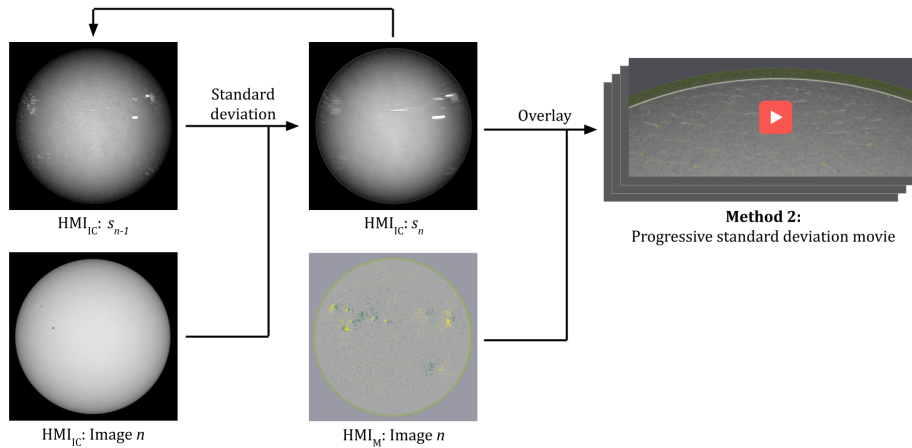 Standard
deviation
Overlay
HMI_IC: s_n-1
HMI_IC: s_n
Method 2:
Progressive standard deviation movie
HMI_IC: Image n
HMI_M: Image n